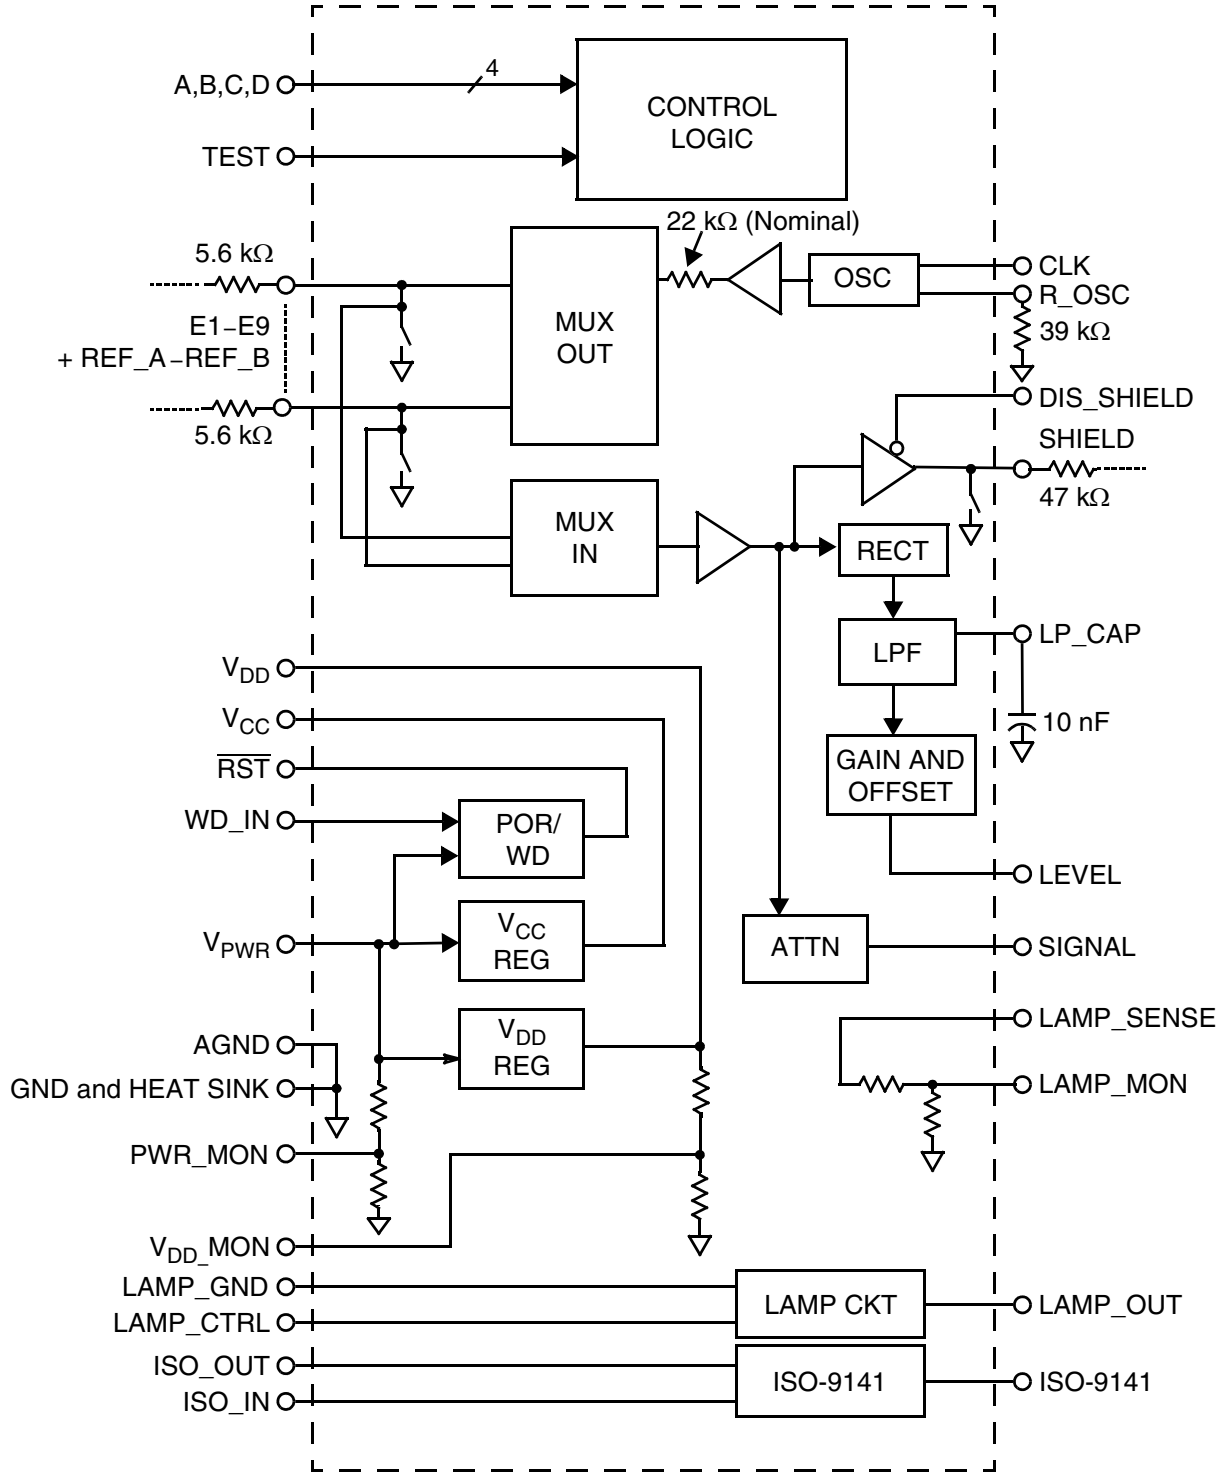 A,B,C,D
4
TEST
CONTROL
LOGIC
22 kΩ (Nominal)
5.6 kΩ
E1–E9
+ REF_A–REF_B
5.6 kΩ
MUX
OUT
OSC
CLK
R_OSC
39 kΩ
DIS_SHIELD
SHIELD
47 kΩ
MUX
IN
RECT
LPF
LP_CAP
10 nF
GAIN AND
OFFSET
LEVEL
ATTN
SIGNAL
VDD
VCC
RST
WD_IN
POR/
WD
VPWR
VCC
REG
AGND
VDD
REG
GND and HEAT SINK
PWR_MON
VDD_MON
LAMP_SENSE
LAMP_MON
LAMP_GND
LAMP_CTRL
LAMP CKT
LAMP_OUT
ISO_OUT
ISO_IN
ISO-9141
ISO-9141